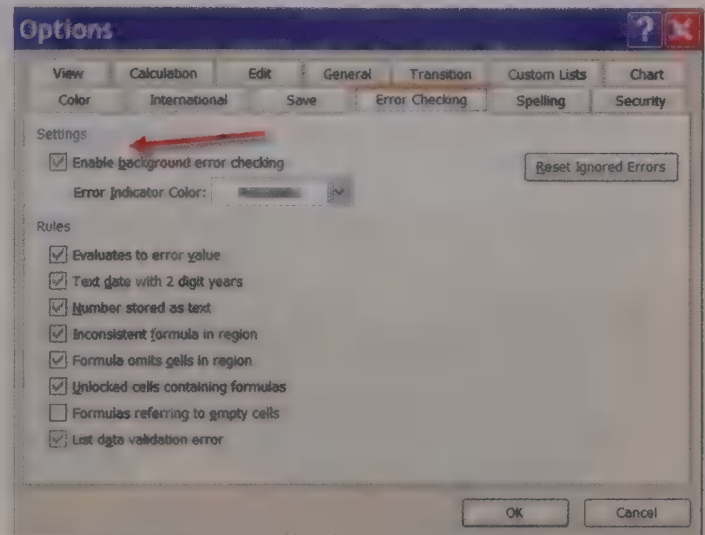 Options
View Calculation Edit General Transition Custom Lists Chart
Color International Save Error Checking Spelling Security
Settings
Enable background error checking
Reset Ignored Errors
Error Indicator Color:
Rules
Evaluates to error value
Text date with 2 digit years
Number stored as text
Inconsistent formula in region
Formula omits cells in region
Unlocked cells containing formulas
Formulas referring to empty cells
List data validation error
OK Cancel